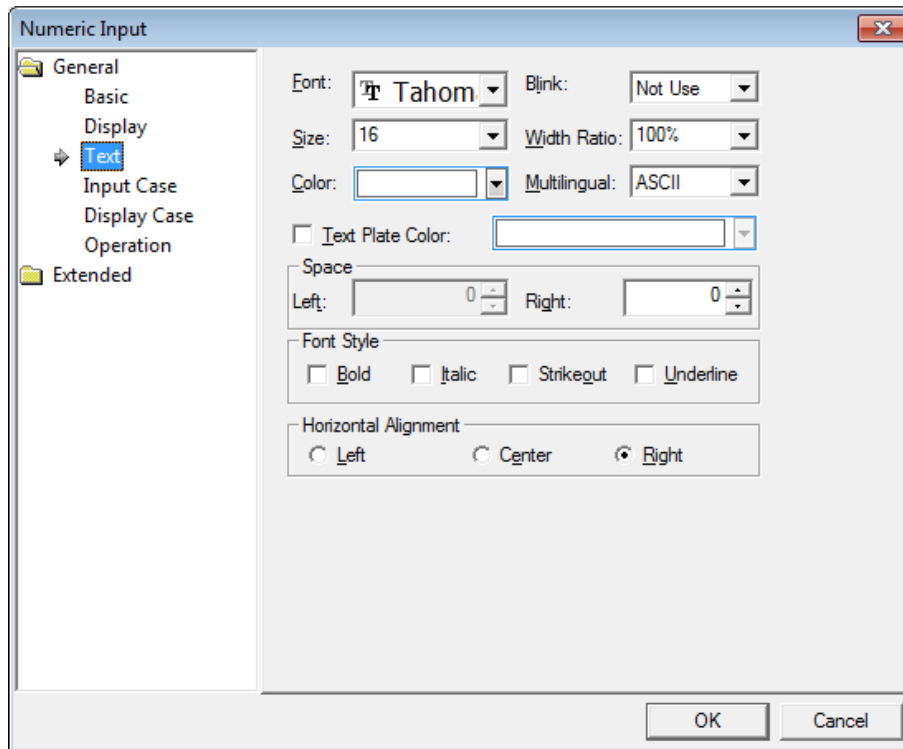 Numeric Input
General
Basic
Display
Text
Input Case
Display Case
Operation
Extended
Font: Tahoma Blink: Not Use
Size: 16 Width Ratio: 100%
Color: Multilingual: ASCII
Text Plate Color:
Space
Left: 0 Right: 0
Font Style
Bold Italic Strikeout Underline
Horizontal Alignment
Left Center Right
OK Cancel